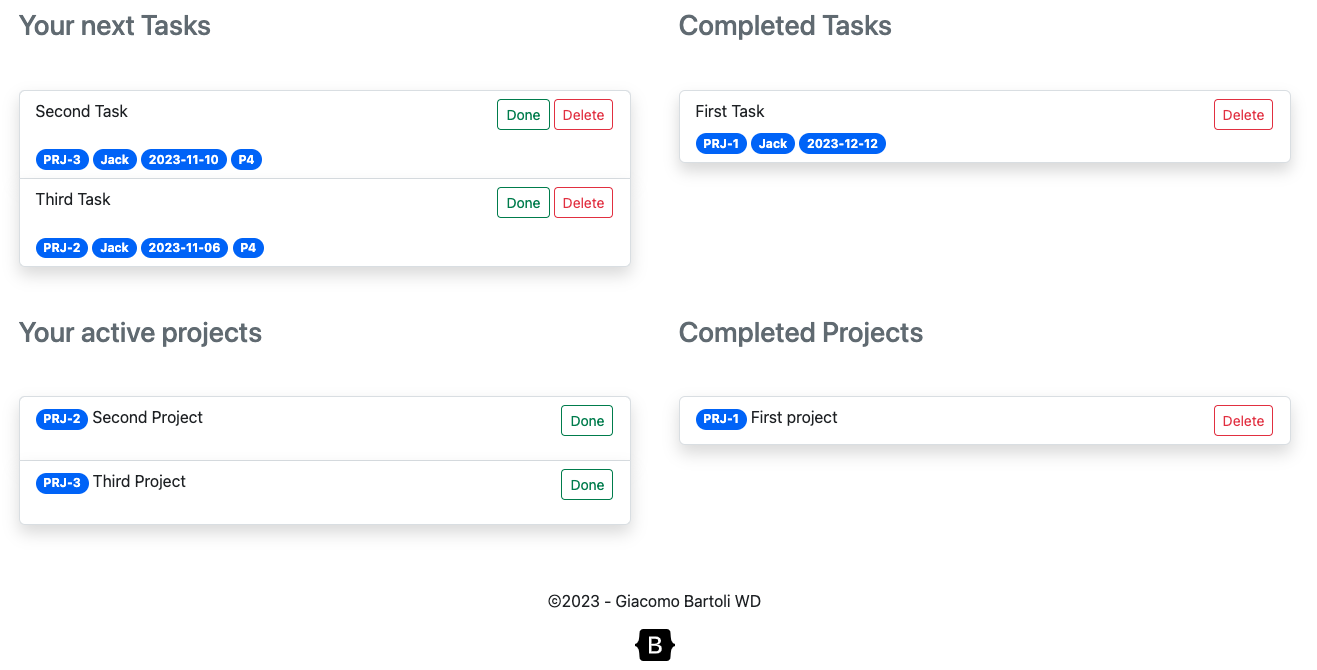 Your next Tasks
Second Task
Done Delete
PRJ-3 Jack 2023-11-10 P4
Third Task
Done Delete
PRJ-2 Jack 2023-11-06 P4
Completed Tasks
First Task
Delete
PRJ-1 Jack 2023-12-12
Your active projects
PRJ-2 Second Project
Done
PRJ-3 Third Project
Done
Completed Projects
PRJ-1 First project
Delete
©2023 - Giacomo Bartoli WD
B